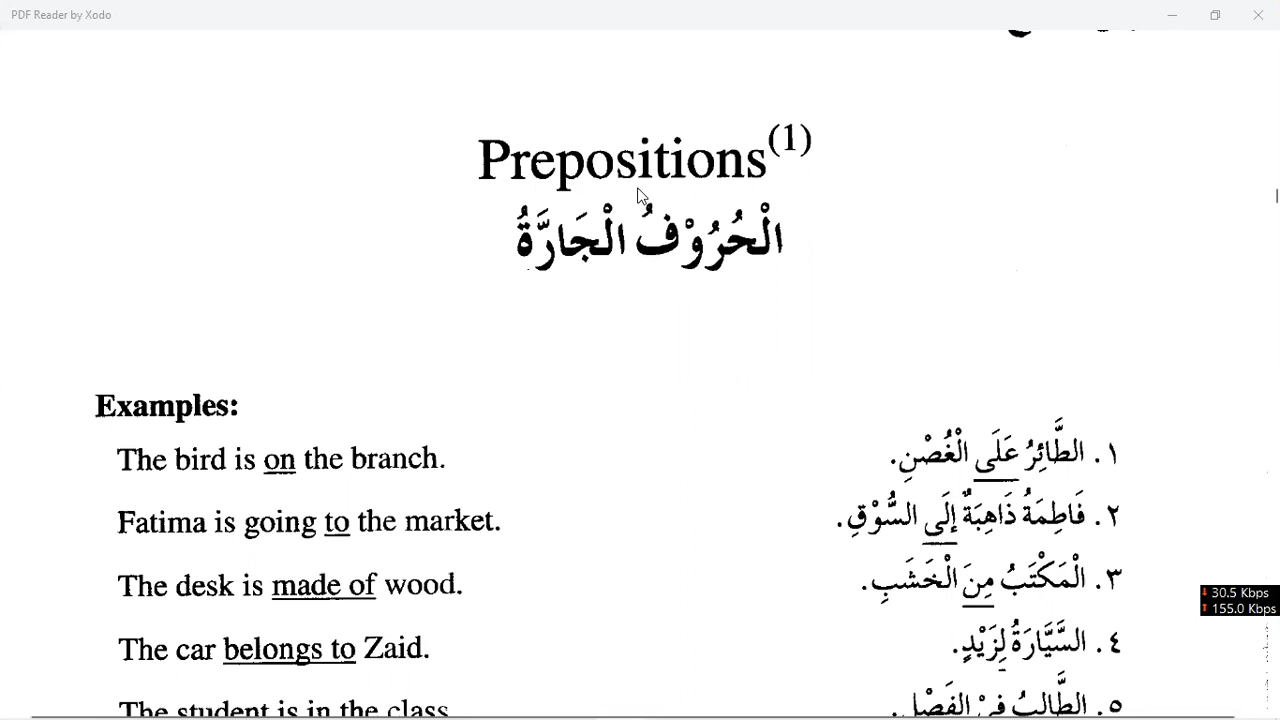 PDF Reader by Xodo
Prepositions(1)
الْحُرُوْفُ الْجَارَّةُ
Examples:
The bird is on the branch.
١. الطَّائِرُ عَلَى الْغُصْنِ.
Fatima is going to the market.
٢. فَاطِمَةُ ذَاهِبَةٌ إِلَى السُّوْقِ.
The desk is made of wood.
٣. الْمَكْتَبُ مِنَ الْخَشَبِ.
The car belongs to Zaid.
٤. السَّيَّارَةُ لِزَيْدٍ.
The student is in the class
٥. الطَّالِبُ فِيْ الفَصْلِ.
30.5 Kbps
155.0 Kbps